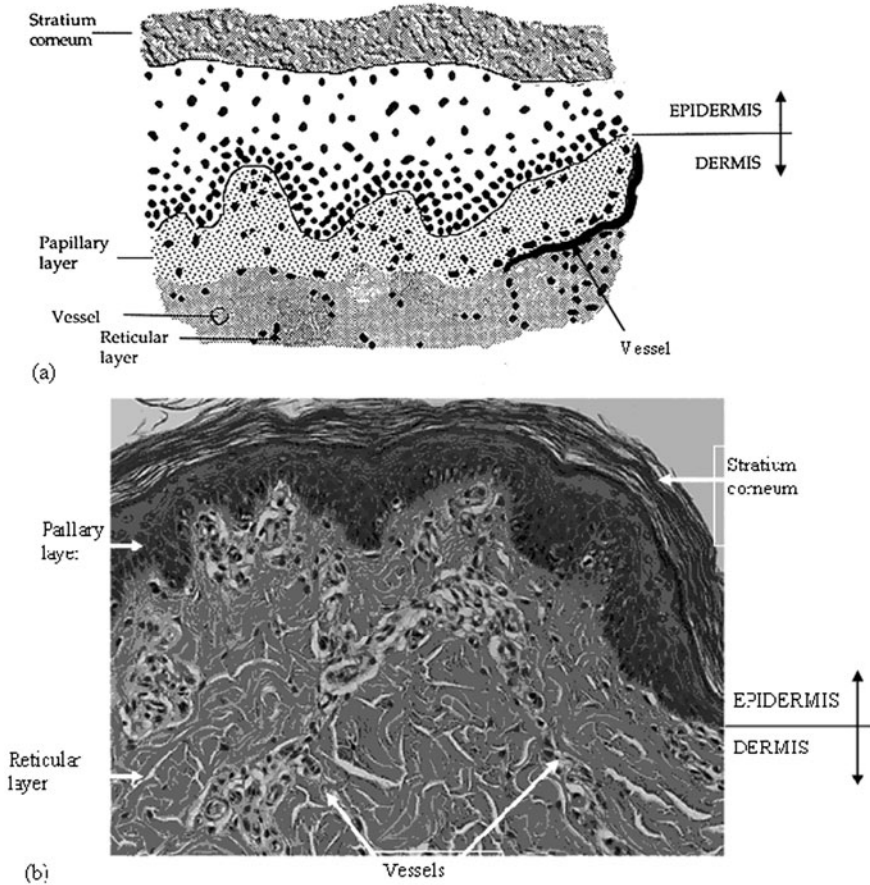 Stratium
corneum
EPIDERMIS
DERMIS
Papillary
layer
Vessel
Reticular
layer
Vessel
(a)
Stratium
corneum
Paillary
layer
EPIDERMIS
DERMIS
Reticular
layer
Vessels
(b)